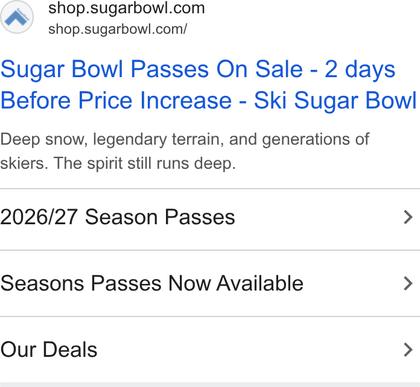 shop.sugarbowl.com
shop.sugarbowl.com/
Sugar Bowl Passes On Sale - 2 days
Before Price Increase - Ski Sugar Bowl
Deep snow, legendary terrain, and generations of
skiers. The spirit still runs deep.
2026/27 Season Passes
Seasons Passes Now Available
Our Deals